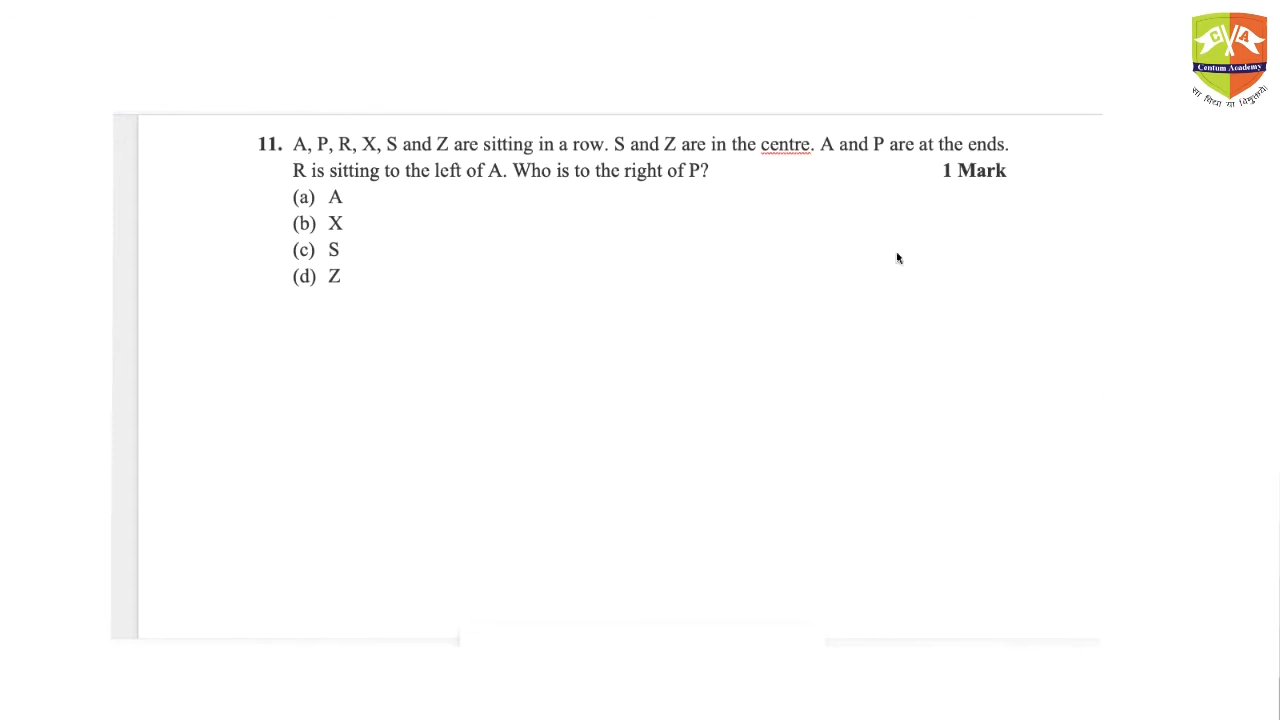 C A
Centum Academy
सा विद्या या विमुक्तये
11. A, P, R, X, S and Z are sitting in a row. S and Z are in the centre. A and P are at the ends.
R is sitting to the left of A. Who is to the right of P? 1 Mark
(a) A
(b) X
(c) S
(d) Z